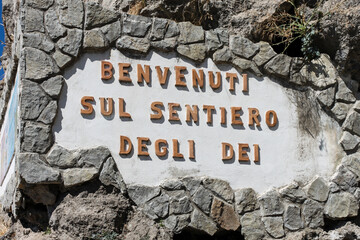 BENVENUTI
SUL SENTIERO
DEGLI DEI